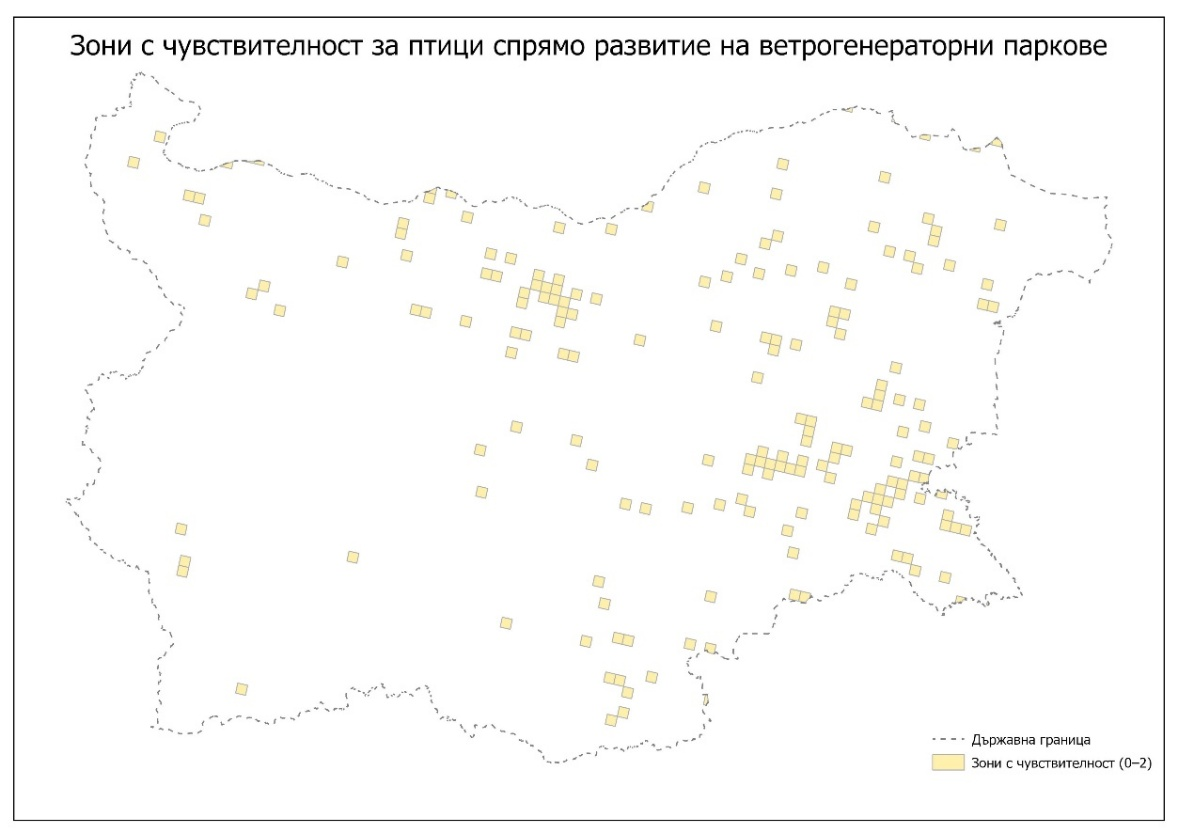 Зони с чувствителност за птици спрямо развитие на ветрогенераторни паркове
Държавна граница
Зони с чувствителност (0–2)